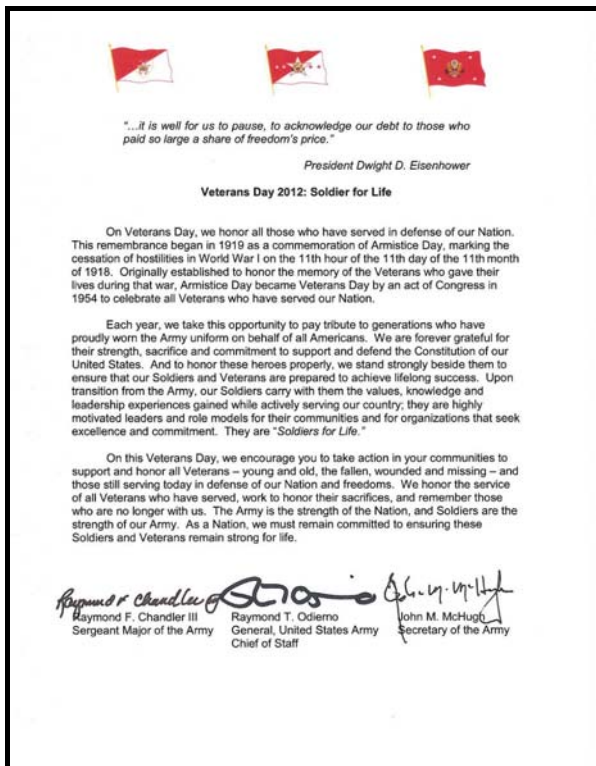 "...it is well for us to pause, to acknowledge our debt to those who
paid so large a share of freedom's price."
President Dwight D. Eisenhower
Veterans Day 2012: Soldier for Life
On Veterans Day, we honor all those who have served in defense of our Nation.
This remembrance began in 1919 as a commemoration of Armistice Day, marking the
cessation of hostilities in World War I on the 11th hour of the 11th day of the 11th month
of 1918. Originally established to honor the memory of the Veterans who gave their
lives during that war, Armistice Day became Veterans Day by an act of Congress in
1954 to celebrate all Veterans who have served our Nation.
Each year, we take this opportunity to pay tribute to generations who have
proudly worn the Army uniform on behalf of all Americans. We are forever grateful for
their strength, sacrifice and commitment to support and defend the Constitution of our
United States. And to honor these heroes properly, we stand strongly beside them to
ensure that our Soldiers and Veterans are prepared to achieve lifelong success. Upon
transition from the Army, our Soldiers carry with them the values, knowledge and
leadership experiences gained while actively serving our country; they are highly
motivated leaders and role models for their communities and for organizations that seek
excellence and commitment. They are "Soldiers for Life."
On this Veterans Day, we encourage you to take action in your communities to
support and honor all Veterans – young and old, the fallen, wounded and missing – and
those still serving today in defense of our Nation and freedoms. We honor the service
of all Veterans who have served, work to honor their sacrifices, and remember those
who are no longer with us. The Army is the strength of the Nation, and Soldiers are the
strength of our Army. As a Nation, we must remain committed to ensuring these
Soldiers and Veterans remain strong for life.
Raymond F. Chandler III
Sergeant Major of the Army
Raymond T. Odierno
General, United States Army
Chief of Staff
John M. McHugh
Secretary of the Army